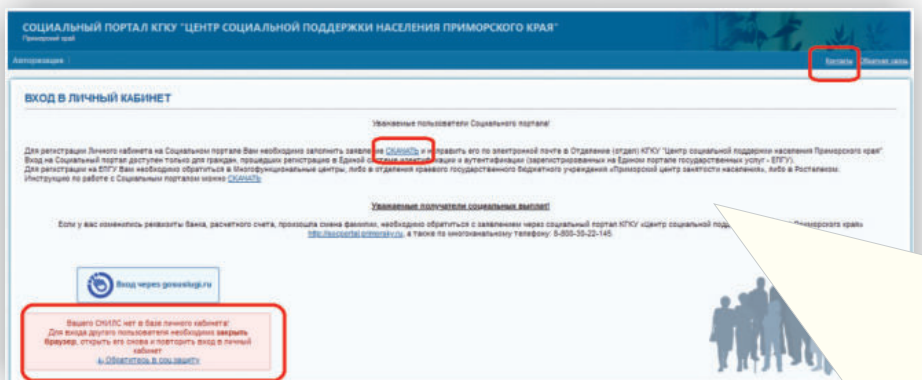 СОЦИАЛЬНЫЙ ПОРТАЛ КГКУ "ЦЕНТР СОЦИАЛЬНОЙ ПОДДЕРЖКИ НАСЕЛЕНИЯ ПРИМОРСКОГО КРАЯ"
Приморский край
Авторизация
Контакты Обратная связь
ВХОД В ЛИЧНЫЙ КАБИНЕТ
Уважаемые пользователи Социального портала!
Для регистрации Личного кабинета на Социальном портале Вам необходимо заполнить заявление СКАЧАТЬ и направить его по электронной почте в Отделение (отдел) КГКУ "Центр социальной поддержки населения Приморского края"
Вход на Социальный портал доступен только для граждан, прошедших регистрацию в Единой системе идентификации и аутентификации (зарегистрированных на Едином портале государственных услуг - ЕПГУ).
Для регистрации на ЕПГУ Вам необходимо обратиться в Многофункциональные центры, либо в отделения краевого государственного бюджетного учреждения «Приморский центр занятости населения», либо в Ростелеком.
Инструкцию по работе с Социальным порталом можно СКАЧАТЬ
Уважаемые получатели социальных выплат!
Если у вас изменились реквизиты банка, расчетного счета, произошла смена фамилии, необходимо обратиться с заявлением через социальный портал КГКУ «Центр социальной Приморского края»
http://socportal.primorsky.ru, а также по многоканальному телефону: 8-800-30-22-145.
Вход через gosuslugi.ru
Вашего СНИЛС нет в базе личного кабинета!
Для входа другого пользователя необходимо закрыть
браузер, открыть его снова и повторить вход в личный
кабинет
Обратитесь в соц.защиту